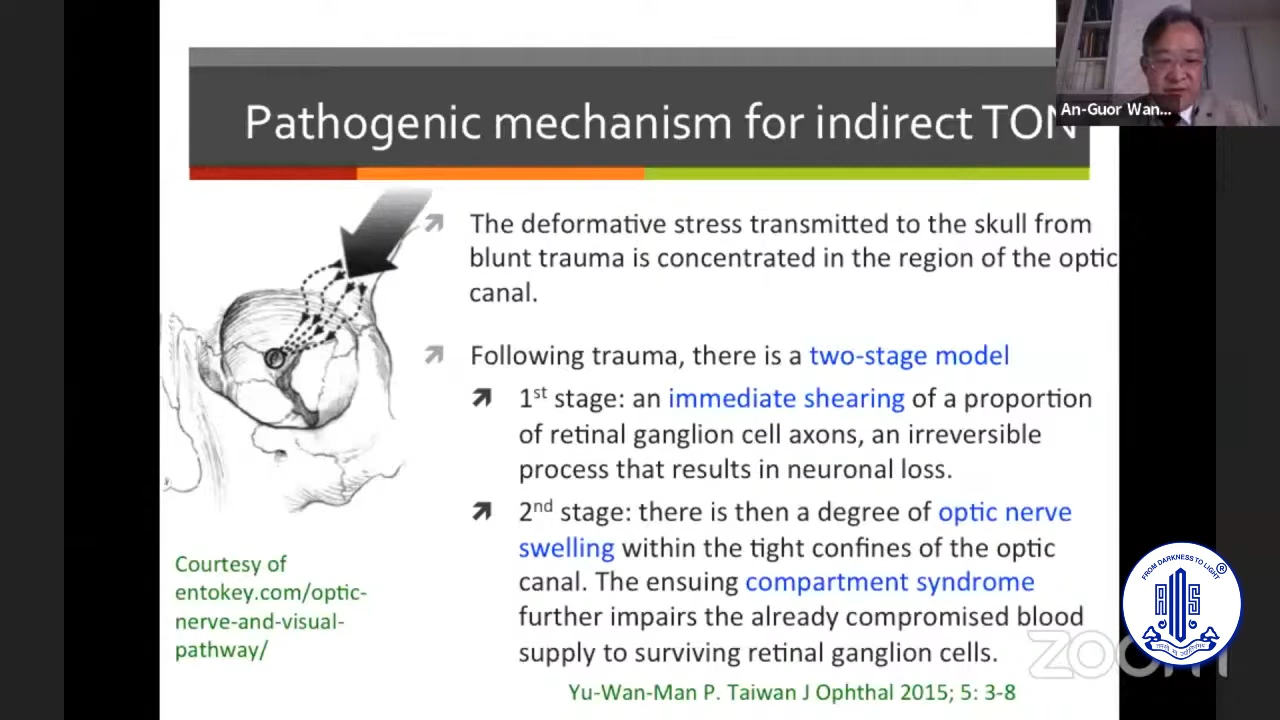 An-Guor Wan...
Pathogenic mechanism for indirect TON
The deformative stress transmitted to the skull from
blunt trauma is concentrated in the region of the optic
canal.
Following trauma, there is a two-stage model
1st stage: an immediate shearing of a proportion
of retinal ganglion cell axons, an irreversible
process that results in neuronal loss.
2nd stage: there is then a degree of optic nerve
swelling within the tight confines of the optic
canal. The ensuing compartment syndrome
further impairs the already compromised blood
supply to surviving retinal ganglion cells.
Courtesy of
entokey.com/optic-
nerve-and-visual-
pathway/
Yu-Wan-Man P. Taiwan J Ophthal 2015; 5: 3-8
FROM DARKNESS TO LIGHT
®
AIOS
zoom